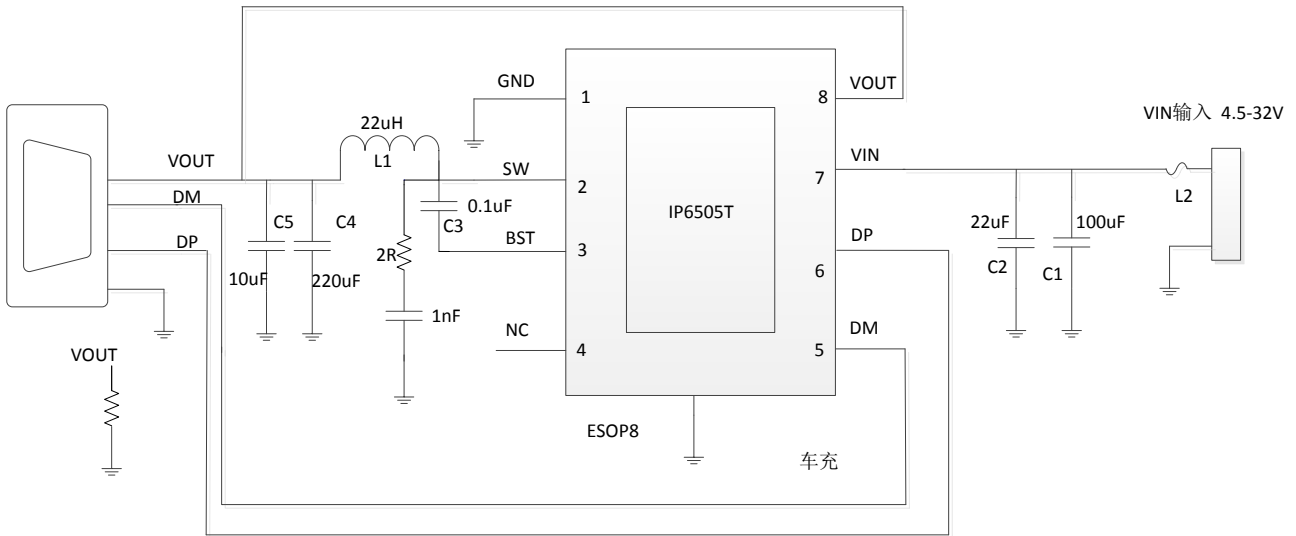 GND
1
8
VOUT
VIN输入 4.5-32V
22uH
L1
VOUT
SW
2
VIN
7
L2
DM
C5
C4
0.1uF
C3
IP6505T
22uF
100uF
DP
2R
BST
3
DP
6
C2
C1
10uF
220uF
1nF
NC
4
DM
5
VOUT
ESOP8
车充